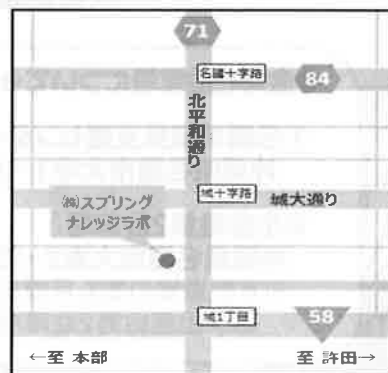 71
名護十字路
84
北平和通り
城十字路
城大通り
㈱スプリング
ナレッジラボ
城1丁目
58
←至 本部
至 許田→